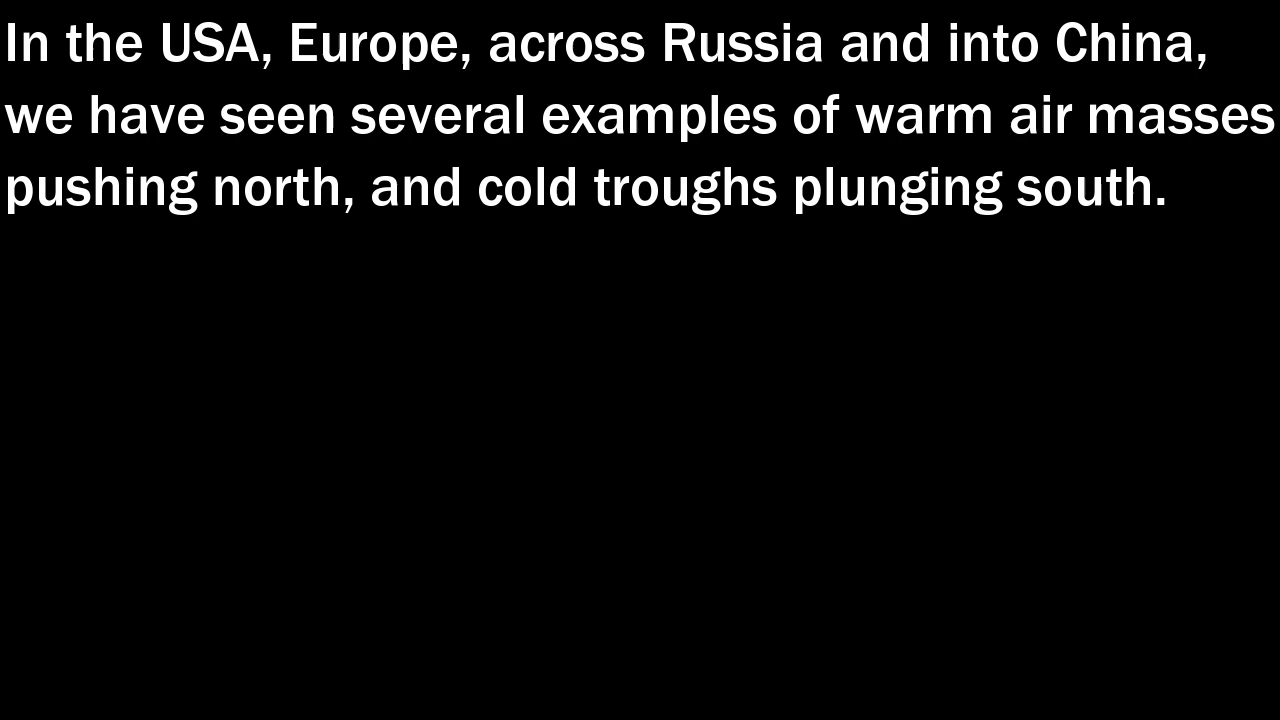 In the USA, Europe, across Russia and into China,
we have seen several examples of warm air masses
pushing north, and cold troughs plunging south.